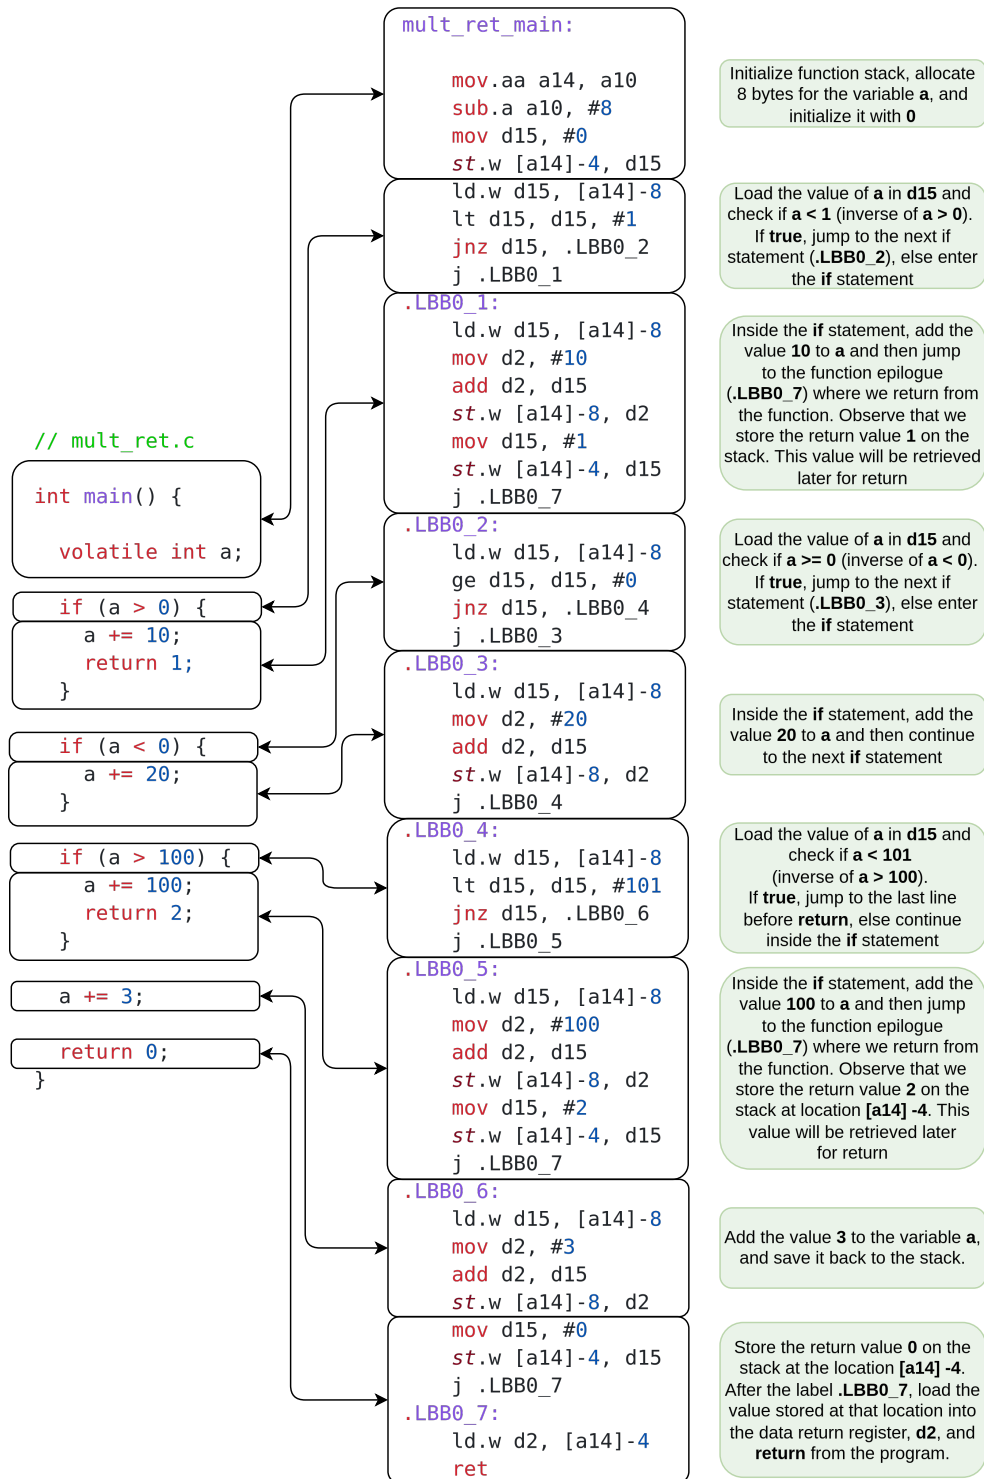 // mult_ret.c
int main() {
volatile int a;
if (a > 0) {
a += 10;
return 1;
}
if (a < 0) {
a += 20;
}
if (a > 100) {
a += 100;
return 2;
}
a += 3;
return 0;
}
mult_ret_main:
mov.aa a14, a10
sub.a a10, #8
mov d15, #0
st.w [a14]-4, d15
ld.w d15, [a14]-8
lt d15, d15, #1
jnz d15, .LBB0_2
j .LBB0_1
.LBB0_1:
ld.w d15, [a14]-8
mov d2, #10
add d2, d15
st.w [a14]-8, d2
mov d15, #1
st.w [a14]-4, d15
j .LBB0_7
.LBB0_2:
ld.w d15, [a14]-8
ge d15, d15, #0
jnz d15, .LBB0_4
j .LBB0_3
.LBB0_3:
ld.w d15, [a14]-8
mov d2, #20
add d2, d15
st.w [a14]-8, d2
j .LBB0_4
.LBB0_4:
ld.w d15, [a14]-8
lt d15, d15, #101
jnz d15, .LBB0_6
j .LBB0_5
.LBB0_5:
ld.w d15, [a14]-8
mov d2, #100
add d2, d15
st.w [a14]-8, d2
mov d15, #2
st.w [a14]-4, d15
j .LBB0_7
.LBB0_6:
ld.w d15, [a14]-8
mov d2, #3
add d2, d15
st.w [a14]-8, d2
mov d15, #0
st.w [a14]-4, d15
j .LBB0_7
.LBB0_7:
ld.w d2, [a14]-4
ret
Initialize function stack, allocate
8 bytes for the variable a, and
initialize it with 0
Load the value of a in d15 and
check if a < 1 (inverse of a > 0).
If true, jump to the next if
statement (.LBB0_2), else enter
the if statement
Inside the if statement, add the
value 10 to a and then jump
to the function epilogue
(.LBB0_7) where we return from
the function. Observe that we
store the return value 1 on the
stack. This value will be retrieved
later for return
Load the value of a in d15 and
check if a >= 0 (inverse of a < 0).
If true, jump to the next if
statement (.LBB0_3), else enter
the if statement
Inside the if statement, add the
value 20 to a and then continue
to the next if statement
Load the value of a in d15 and
check if a < 101
(inverse of a > 100).
If true, jump to the last line
before return, else continue
inside the if statement
Inside the if statement, add the
value 100 to a and then jump
to the function epilogue
(.LBB0_7) where we return from
the function. Observe that we
store the return value 2 on the
stack at location [a14] -4. This
value will be retrieved later
for return
Add the value 3 to the variable a,
and save it back to the stack.
Store the return value 0 on the
stack at the location [a14] -4.
After the label .LBB0_7, load the
value stored at that location into
the data return register, d2, and
return from the program.